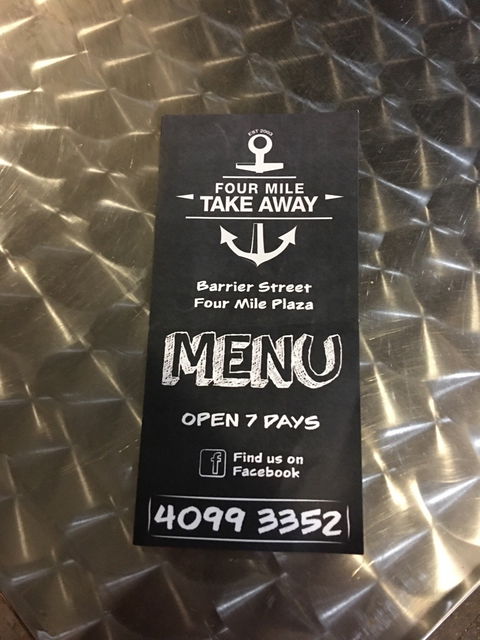 EST 2003
FOUR MILE
TAKE AWAY
Barrier Street
Four Mile Plaza
MENU
OPEN 7 DAYS
f
Find us on
Facebook
4099 3352